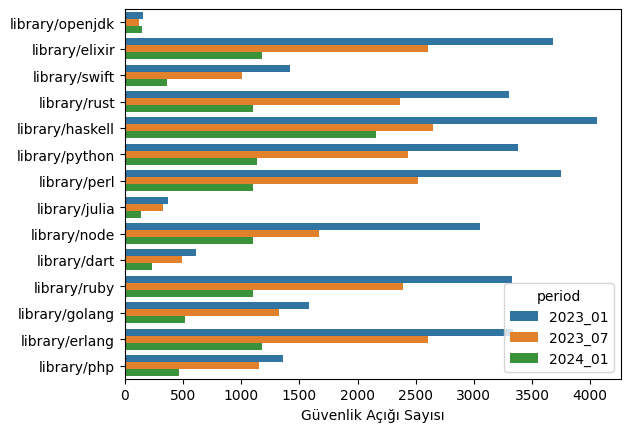 library/openjdk
library/elixir
library/swift
library/rust
library/haskell
library/python
library/perl
library/julia
library/node
library/dart
library/ruby
library/golang
library/erlang
library/php
period
2023_01
2023_07
2024_01
0 500 1000 1500 2000 2500 3000 3500 4000
Güvenlik Açığı Sayısı